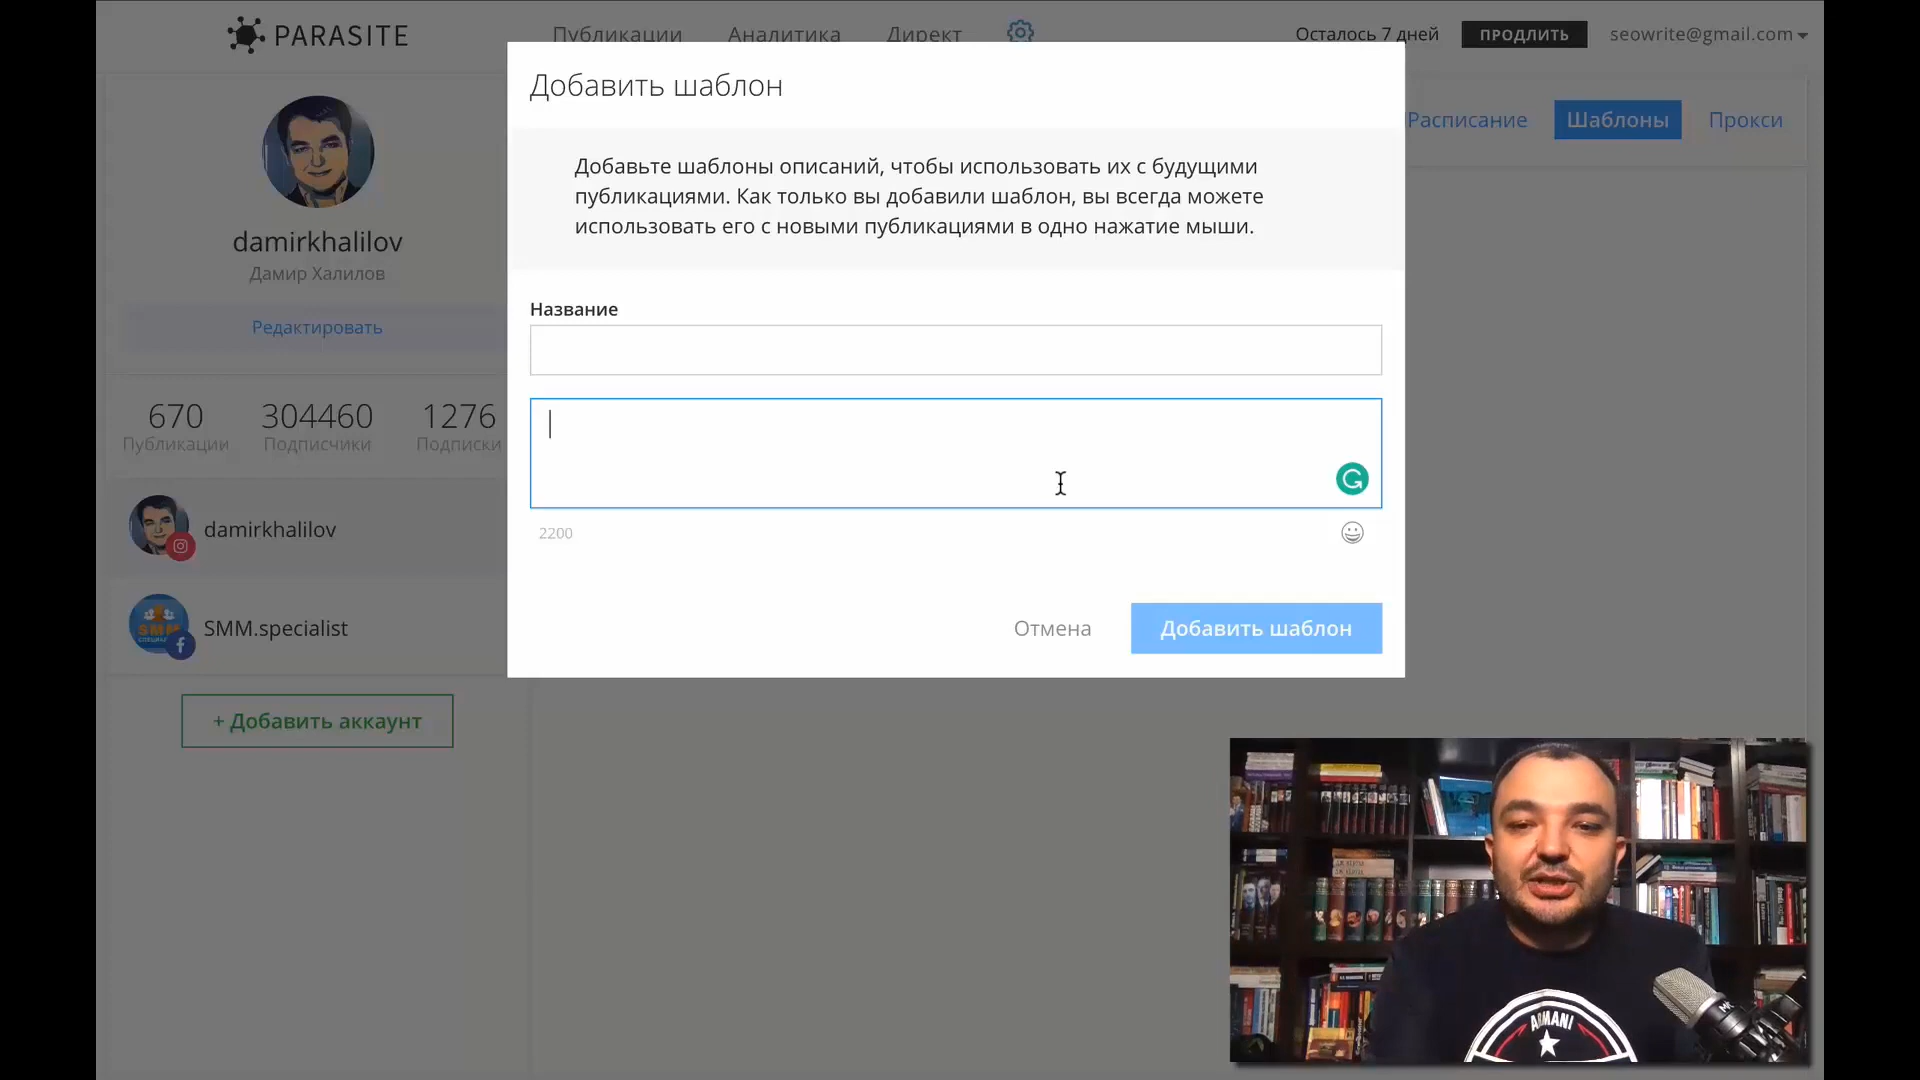 PARASITE
Публикации
Аналитика
Директ
Осталось 7 дней
ПРОДЛИТЬ
seowrite@gmail.com
Добавить шаблон
Расписание
Шаблоны
Прокси
Добавьте шаблоны описаний, чтобы использовать их с будущими
публикациями. Как только вы добавили шаблон, вы всегда можете
использовать его с новыми публикациями в одно нажатие мыши.
damirkhalilov
Дамир Халилов
Редактировать
Название
670
304460
1276
Публикации
Подписчики
Подписки
damirkhalilov
2200
SMM.specialist
SMM
Отмена
Добавить шаблон
+ Добавить аккаунт
ARMANI